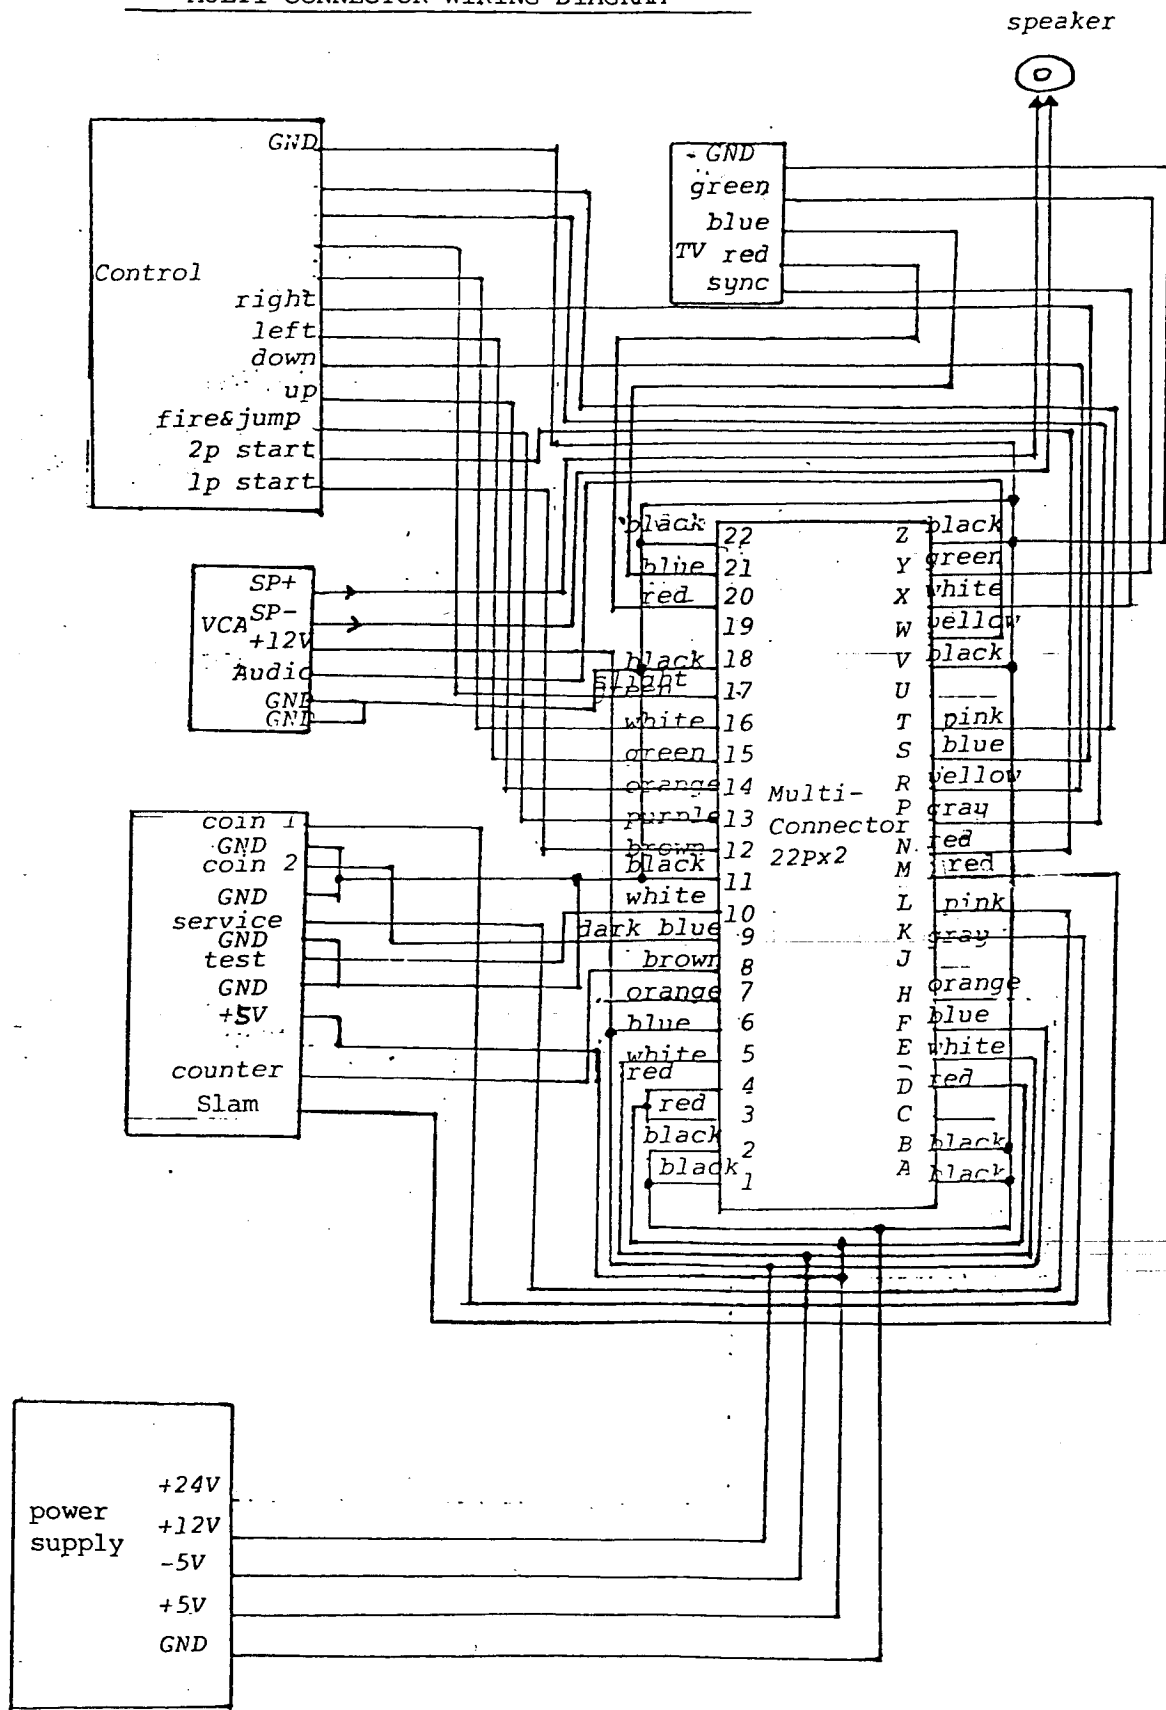 MULTI CONNECTOR WIRING DIAGRAM
speaker
GND
Control
right
left
down
up
fire&jump
2p start
1p start
- GND
green
blue
TV red
sync
SP+
VCA SP-
+12V
Audio
GND
GND
coin 1
GND
coin 2
GND
service
GND
test
GND
+5V
counter
Slam
black 22
blue 21
red 20
19
black 18
light green 17
white 16
green 15
orange 14
purple 13
brown 12
black 11
white 10
dark blue 9
brown 8
orange 7
blue 6
white 5
red 4
red 3
black 2
black 1
Multi-
Connector
22Px2
Z black
Y green
X white
W yellow
V black
U
T pink
S blue
R yellow
P gray
N red
M red
L pink
K gray
J
H orange
F blue
E white
D red
C
B black
A black
power
supply
+24V
+12V
-5V
+5V
GND